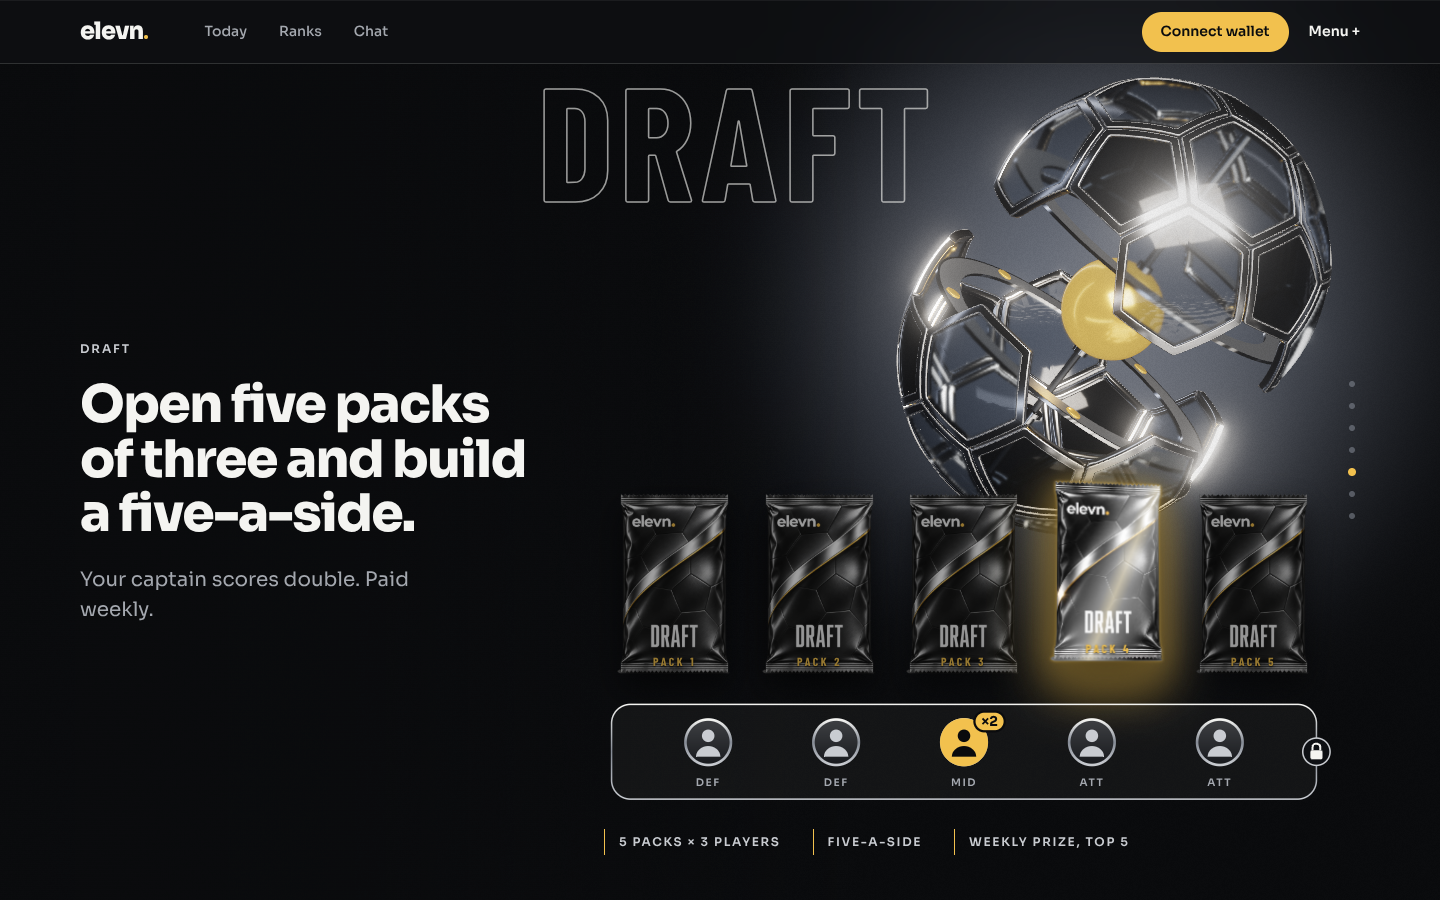 elevn.
Today
Ranks
Chat
Connect wallet
Menu +
DRAFT
DRAFT
Open five packs
of three and build
a five-a-side.
Your captain scores double. Paid
weekly.
elevn.
DRAFT
PACK 1
elevn.
DRAFT
PACK 2
elevn.
DRAFT
PACK 3
elevn.
DRAFT
PACK 4
elevn.
DRAFT
PACK 5
×2
DEF
DEF
MID
ATT
ATT
5 PACKS × 3 PLAYERS
FIVE-A-SIDE
WEEKLY PRIZE, TOP 5